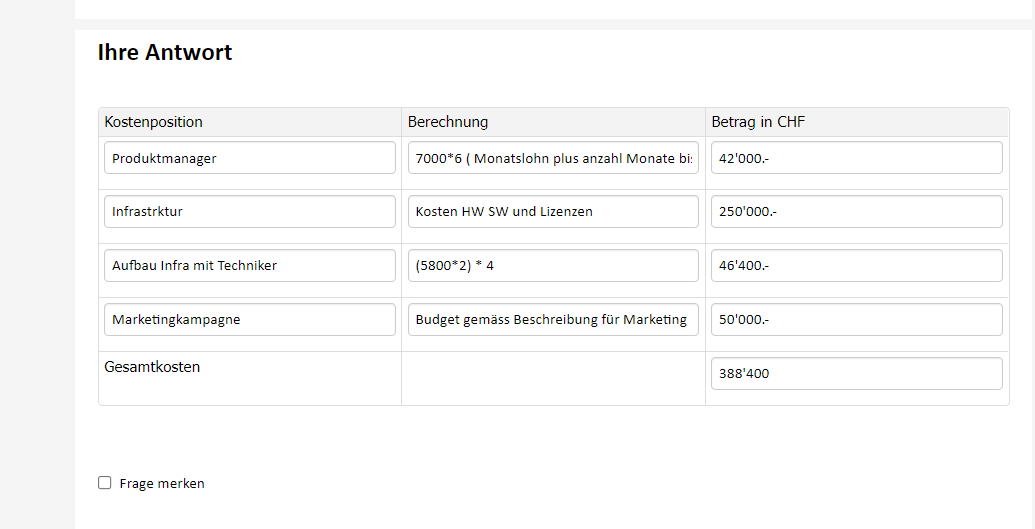 Ihre Antwort
Kostenposition Berechnung Betrag in CHF
Produktmanager 7000*6 ( Monatslohn plus anzahl Monate bi 42'000.-
Infrastrktur Kosten HW SW und Lizenzen 250'000.-
Aufbau Infra mit Techniker (5800*2) * 4 46'400.-
Marketingkampagne Budget gemäss Beschreibung für Marketing 50'000.-
Gesamtkosten 388'400
Frage merken